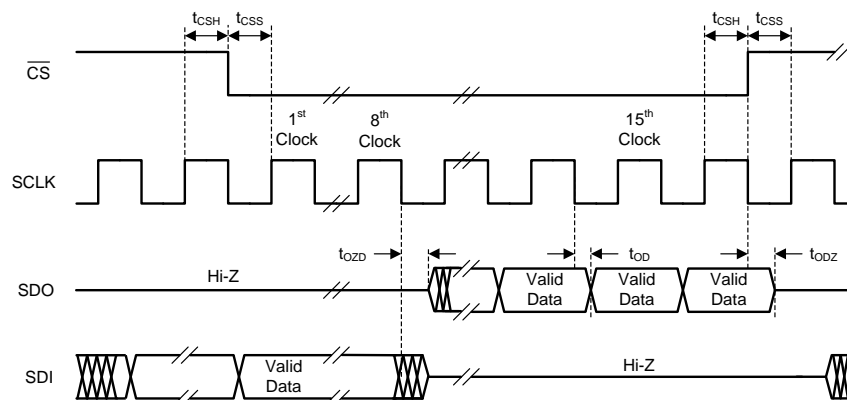 tCSH tCSS tCSH tCSS
CS
1st Clock 8th Clock 15th Clock
SCLK
tOZD tOD tODZ
SDO Hi-Z Valid Data Valid Data Valid Data
SDI Valid Data Hi-Z